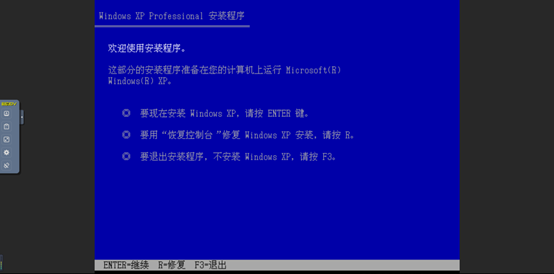 Windows XP Professional 安装程序
欢迎使用安装程序。
这部分的安装程序准备在您的计算机上运行 Microsoft(R)
Windows(R) XP。
要现在安装 Windows XP，请按 ENTER 键。
要用“恢复控制台”修复 Windows XP 安装，请按 R。
要退出安装程序，不安装 Windows XP，请按 F3。
ENTER=继续 R=修复 F3=退出